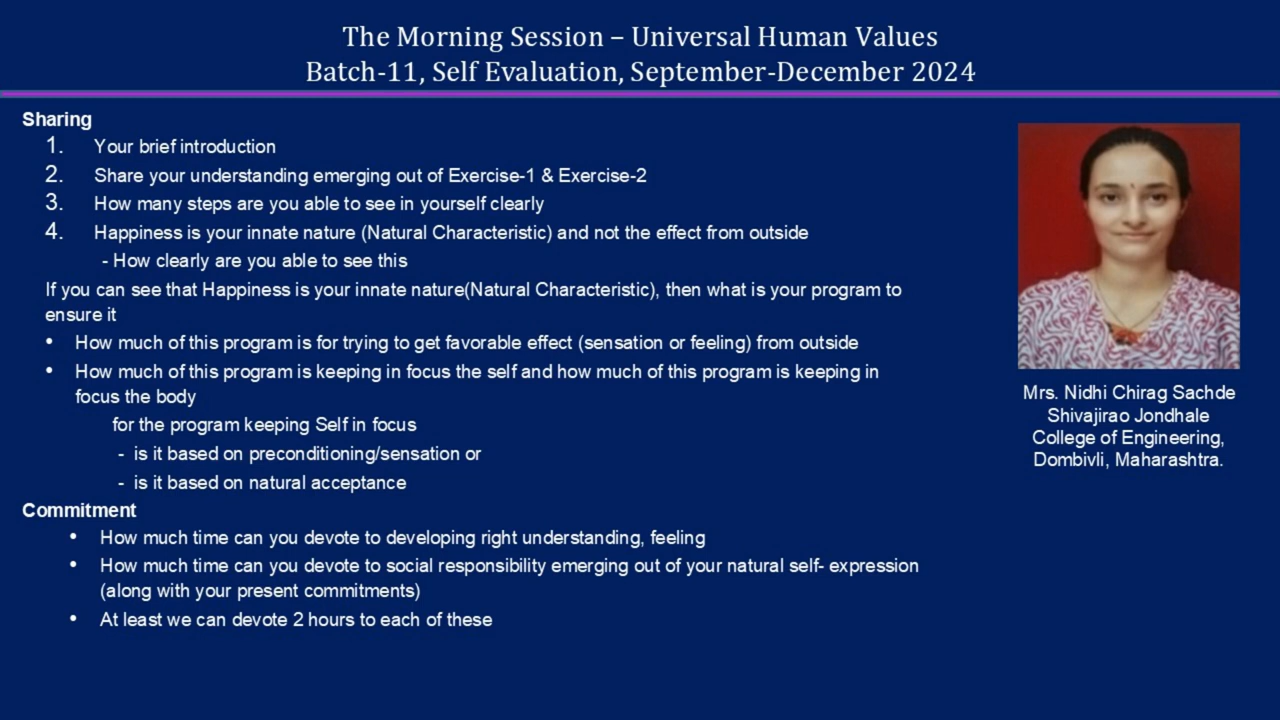 The Morning Session – Universal Human Values
Batch-11, Self Evaluation, September-December 2024
Sharing
1. Your brief introduction
2. Share your understanding emerging out of Exercise-1 & Exercise-2
3. How many steps are you able to see in yourself clearly
4. Happiness is your innate nature (Natural Characteristic) and not the effect from outside
- How clearly are you able to see this
If you can see that Happiness is your innate nature(Natural Characteristic), then what is your program to
ensure it
• How much of this program is for trying to get favorable effect (sensation or feeling) from outside
• How much of this program is keeping in focus the self and how much of this program is keeping in
focus the body
for the program keeping Self in focus
- is it based on preconditioning/sensation or
- is it based on natural acceptance
Commitment
• How much time can you devote to developing right understanding, feeling
• How much time can you devote to social responsibility emerging out of your natural self- expression
(along with your present commitments)
• At least we can devote 2 hours to each of these
Mrs. Nidhi Chirag Sachde
Shivajirao Jondhale
College of Engineering,
Dombivli, Maharashtra.